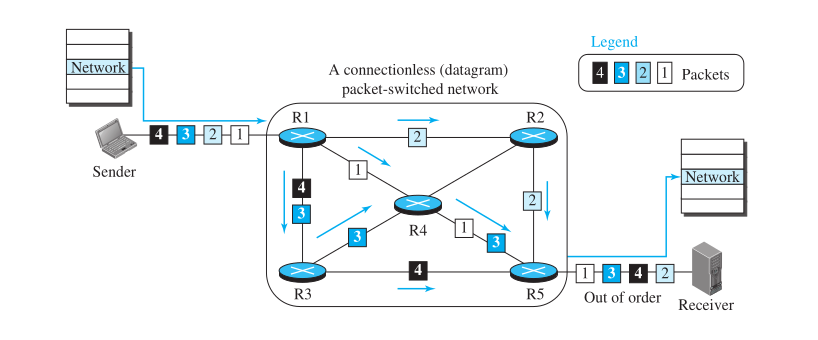 Legend
4 3 2 1 Packets
Network
A connectionless (datagram)
packet-switched network
R1
R2
2
4 3 2 1
Sender
1
4
3
2
Network
R4
1
3
3
R3
4
R5
1 3 4 2
Out of order
Receiver